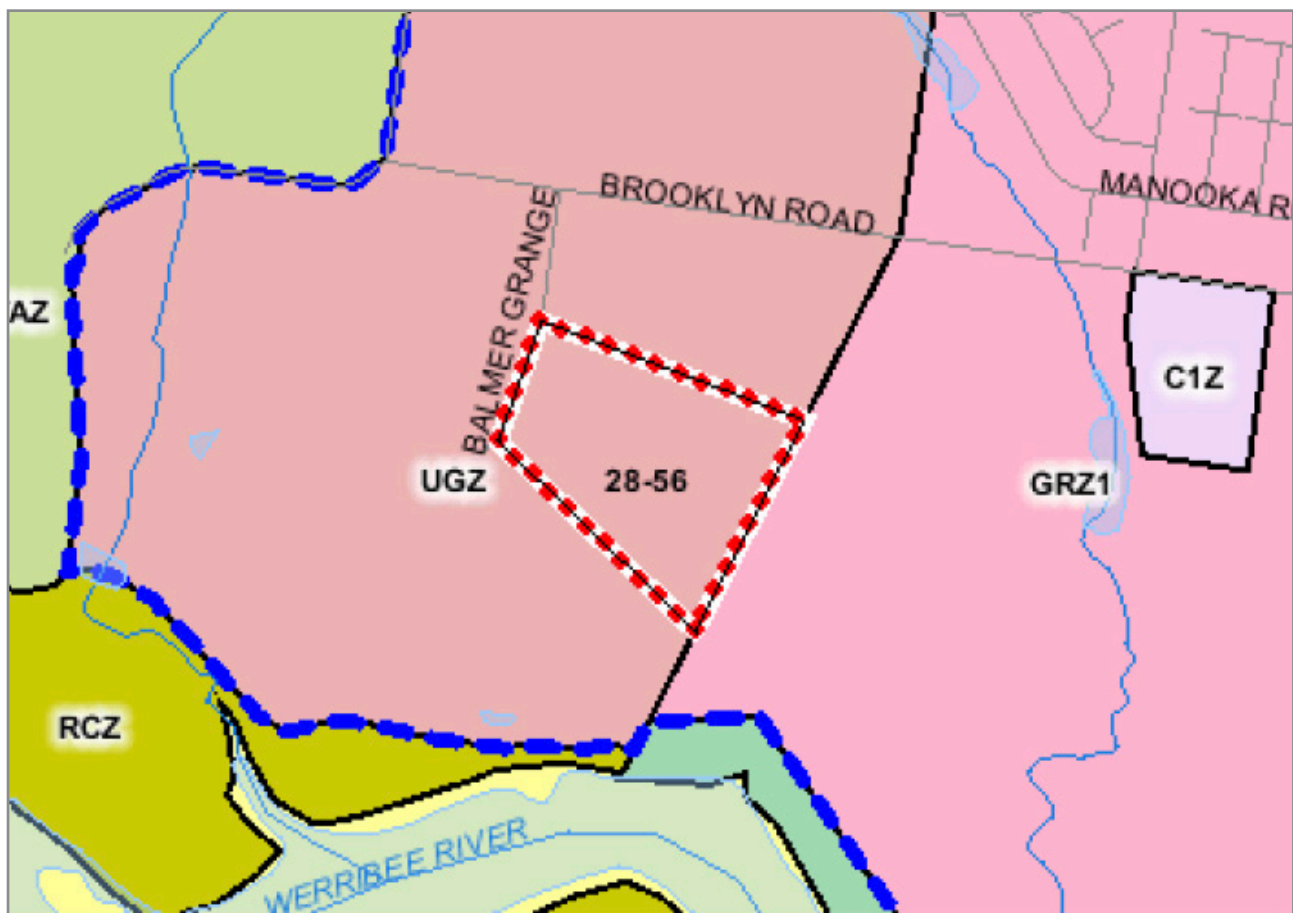 BROOKLYN ROAD
MANOOKA R
BALMER GRANGE
AZ
C1Z
UGZ
28-56
GRZ1
RCZ
WERRIBEE RIVER